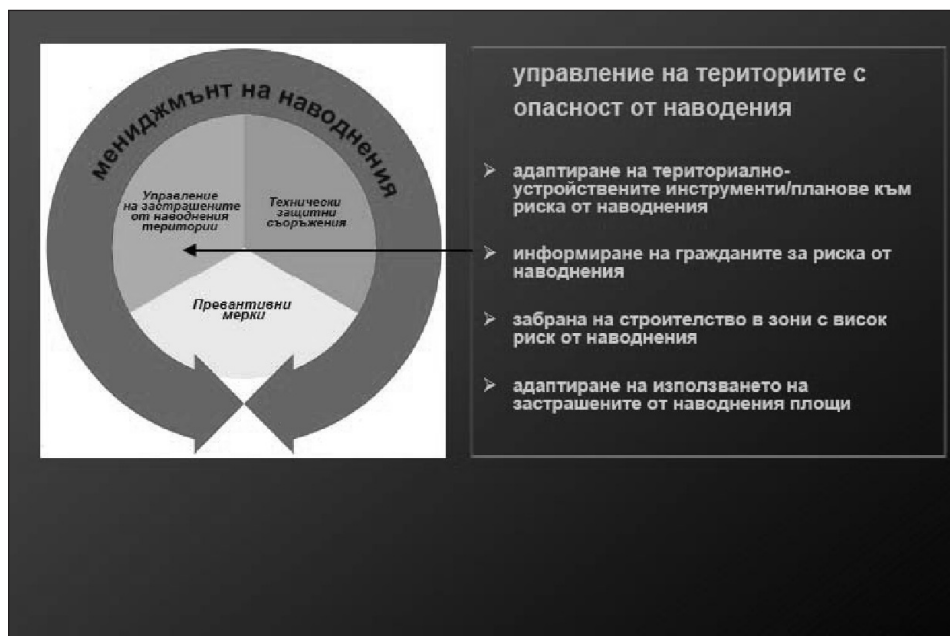 мениджмънт на наводнения
Управление
на застрашените
от наводнения
територии
Технически
защитни
съоръжения
Превантивни
мерки
управление на териториите с
опасност от наводения
адаптиране на териториално-
устройствените инструменти/планове към
риска от наводнения
информиране на гражданите за риска от
наводнения
забрана на строителство в зони с висок
риск от наводнения
адаптиране на използването на
застрашените от наводнения площи